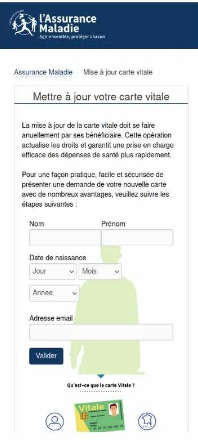 l'Assurance
Maladie
Agir ensemble, protéger chacun
Assurance Maladie Mise à jour carte vitale
Mettre à jour votre carte vitale
La mise à jour de la carte vitale doit se faire
anuellement par ses bénéficiaire. Cette opération
actualise les droits et garantit une prise en charge
efficace des dépenses de santé plus rapidement.
Pour une façon pratique, facile et sécurisée de
présenter une demande de votre nouvelle carte
avec de nombreux avantages, veuillez suivre les
étapes suivantes :
Nom Prénom
Date de naissance
Jour Mois
Année
Adresse email
Valider
Qu'est-ce que la carte Vitale ?
Vitale